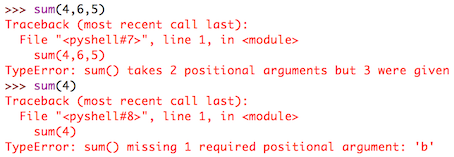 >>> sum(4,6,5)
Traceback (most recent call last):
  File "<pyshell#7>", line 1, in <module>
    sum(4,6,5)
TypeError: sum() takes 2 positional arguments but 3 were given
>>> sum(4)
Traceback (most recent call last):
  File "<pyshell#8>", line 1, in <module>
    sum(4)
TypeError: sum() missing 1 required positional argument: 'b'